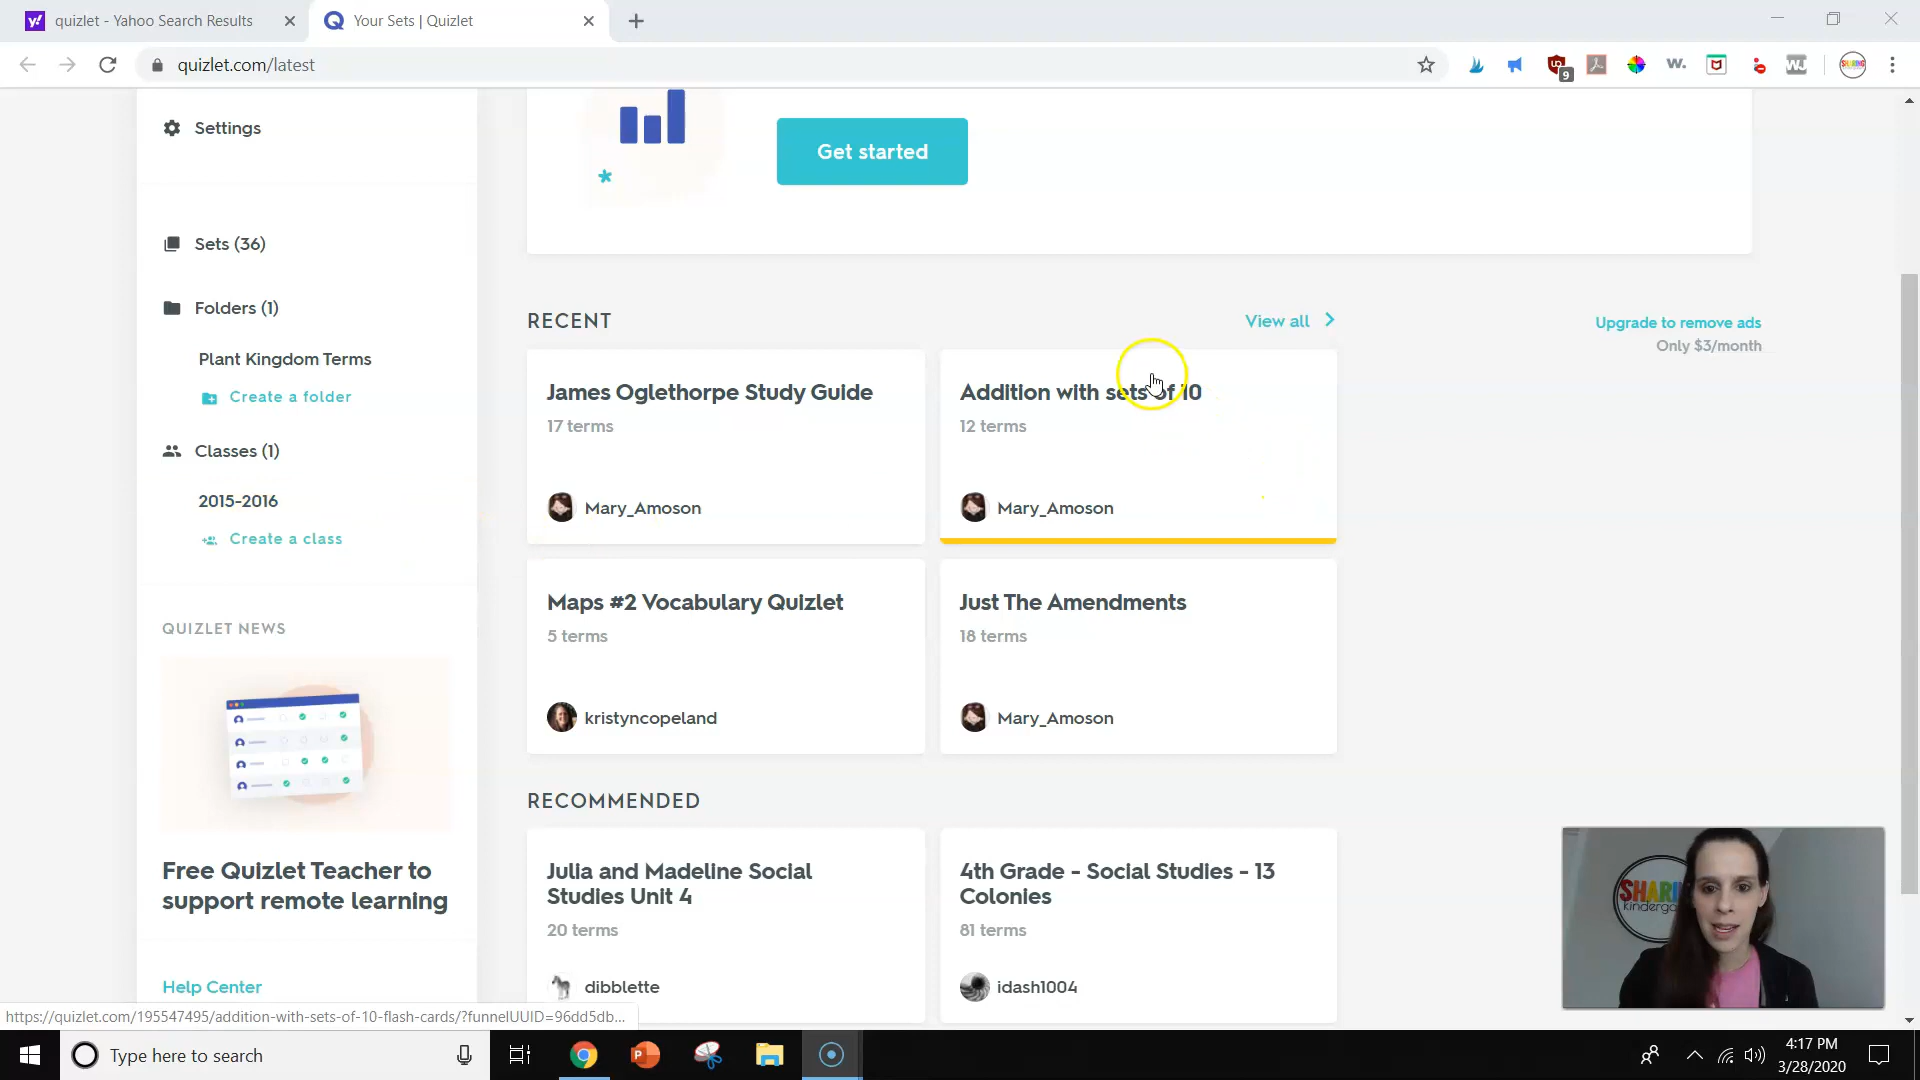 quizlet - Yahoo Search Results
Your Sets | Quizlet
quizlet.com/latest
9
Settings
Get started
Sets (36)
Folders (1)
Plant Kingdom Terms
Create a folder
Classes (1)
2015-2016
Create a class
QUIZLET NEWS
Free Quizlet Teacher to
support remote learning
Help Center
RECENT
View all
Upgrade to remove ads
Only $3/month
James Oglethorpe Study Guide
17 terms
Mary_Amoson
Addition with sets of 10
12 terms
Mary_Amoson
Maps #2 Vocabulary Quizlet
5 terms
kristyncopeland
Just The Amendments
18 terms
Mary_Amoson
RECOMMENDED
Julia and Madeline Social
Studies Unit 4
20 terms
dibblette
4th Grade - Social Studies - 13
Colonies
81 terms
idash1004
https://quizlet.com/195547495/addition-with-sets-of-10-flash-cards/?funnelUUID=96dd5db...
Type here to search
4:17 PM
3/28/2020